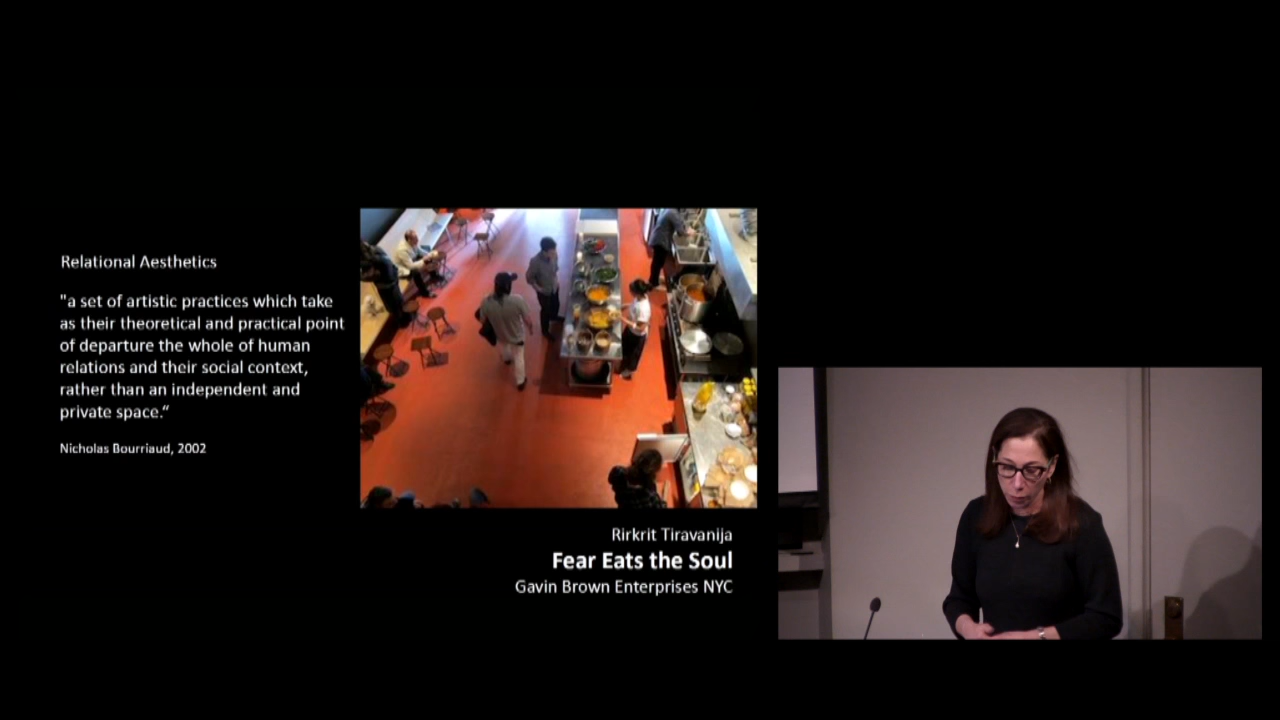 Relational Aesthetics
"a set of artistic practices which take
as their theoretical and practical point
of departure the whole of human
relations and their social context,
rather than an independent and
private space.“
Nicholas Bourriaud, 2002
Rirkrit Tiravanija
Fear Eats the Soul
Gavin Brown Enterprises NYC